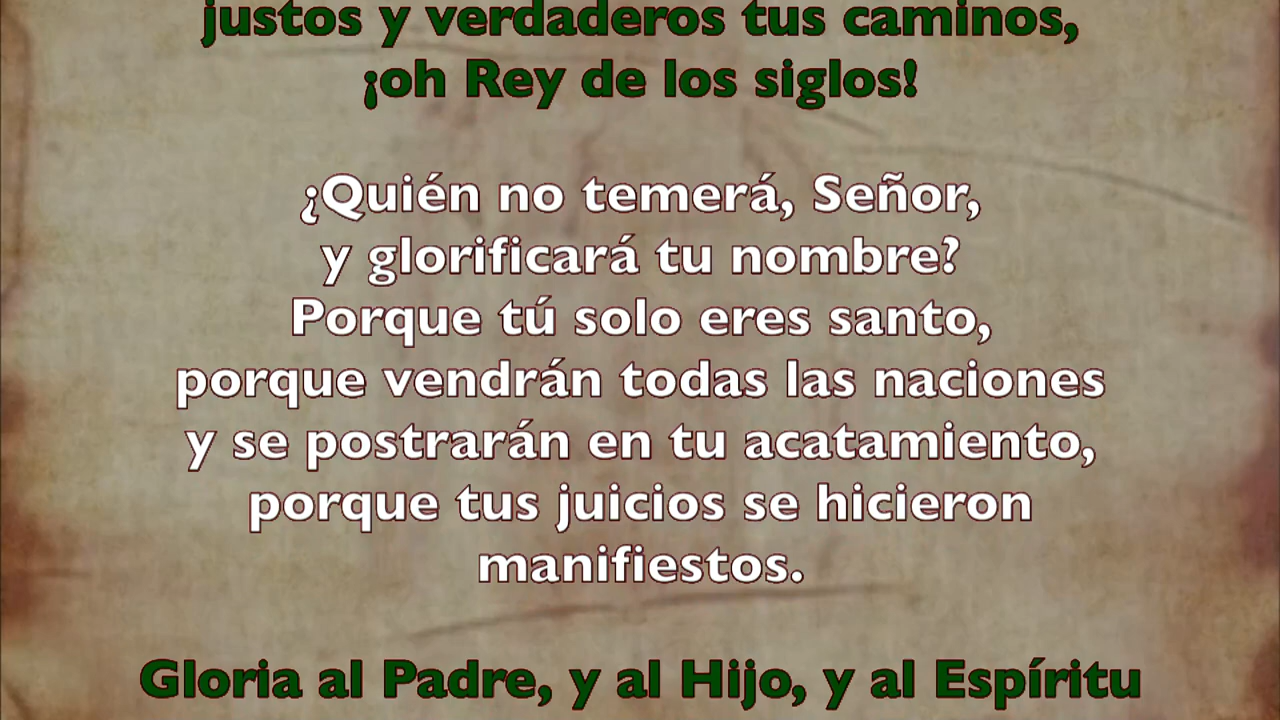 justos y verdaderos tus caminos,
¡oh Rey de los siglos!
¿Quién no temerá, Señor,
y glorificará tu nombre?
Porque tú solo eres santo,
porque vendrán todas las naciones
y se postrarán en tu acatamiento,
porque tus juicios se hicieron
manifiestos.
Gloria al Padre, y al Hijo, y al Espíritu